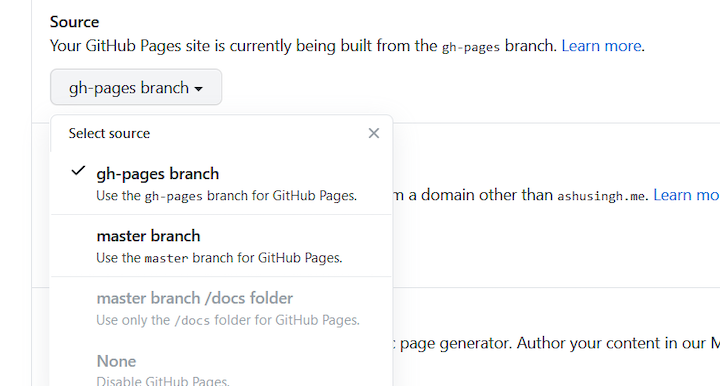 Source
Your GitHub Pages site is currently being built from the gh-pages branch. Learn more.
gh-pages branch
Select source
gh-pages branch
Use the gh-pages branch for GitHub Pages.
m a domain other than ashusingh.me. Learn mo
master branch
Use the master branch for GitHub Pages.
master branch /docs folder
Use only the /docs folder for GitHub Pages.
page generator. Author your content in our M
None
Disable GitHub Pages.